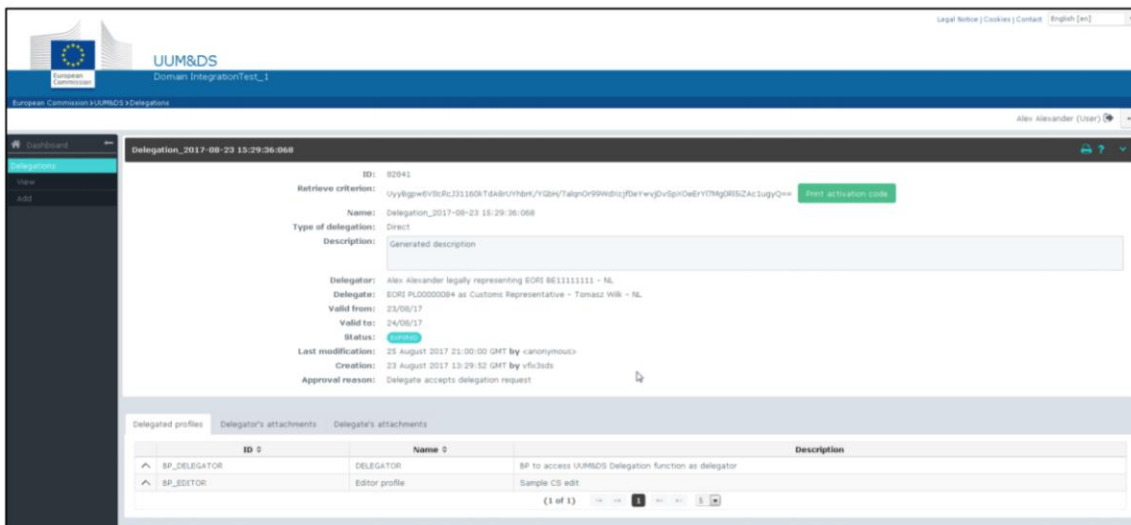 Legal Notice | Cookies | Contact English [en]
European Commission
UUM&DS
Domain IntegrationTest_1
European Commission > UUM&DS > Delegations
Alex Alexander (User)
Dashboard
Delegations
View
Add
Delegation_2017-08-23 15:29:36:068
ID: 82841
Retrieve criterion: Print activation code
Name: Delegation_2017-08-23 15:29:36:068
Type of delegation: Direct
Description: Generated description
Delegator: Alex Alexander legally representing EORI BE11111111 - NL
Delegate: EORI PL00000084 as Customs Representative - Tomasz Wilk - NL
Valid from: 23/08/17
Valid to: 24/08/17
Status: EXPIRED
Last modification: 25 August 2017 21:00:00 GMT by <anonymous>
Creation: 23 August 2017 13:29:52 GMT by vfix3sds
Approval reason: Delegate accepts delegation request
Delegated profiles Delegator's attachments Delegate's attachments
ID Name Description
BP_DELEGATOR DELEGATOR BP to access UUM&DS Delegation function as delegator
BP_EDITOR Editor profile Sample CS edit
(1 of 1) 1 5